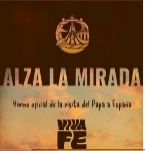 ALZA LA MIRADA
Himno oficial de la visita del Papa a España
VIVA
FE